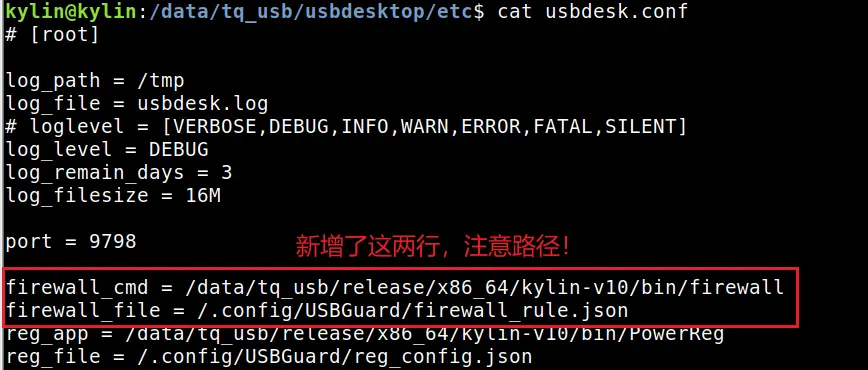 kylin@kylin:/data/tq_usb/usbdesktop/etc$ cat usbdesk.conf
# [root]
log_path = /tmp
log_file = usbdesk.log
# loglevel = [VERBOSE,DEBUG,INFO,WARN,ERROR,FATAL,SILENT]
log_level = DEBUG
log_remain_days = 3
log_filesize = 16M
port = 9798
新增了这两行，注意路径！
firewall_cmd = /data/tq_usb/release/x86_64/kylin-v10/bin/firewall
firewall_file = /.config/USBGuard/firewall_rule.json
reg_app = /data/tq_usb/release/x86_64/kylin-v10/bin/PowerReg
reg_file = /.config/USBGuard/reg_config.json